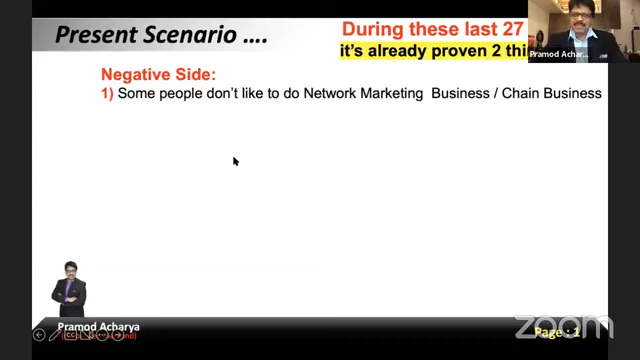 Present Scenario ....
During these last 27
it's already proven 2
Pramod Achar
Negative Side:
1) Some people don't like to do Network Marketing Business / Chain Business
Pramod Acharya
zoom
Page : 1